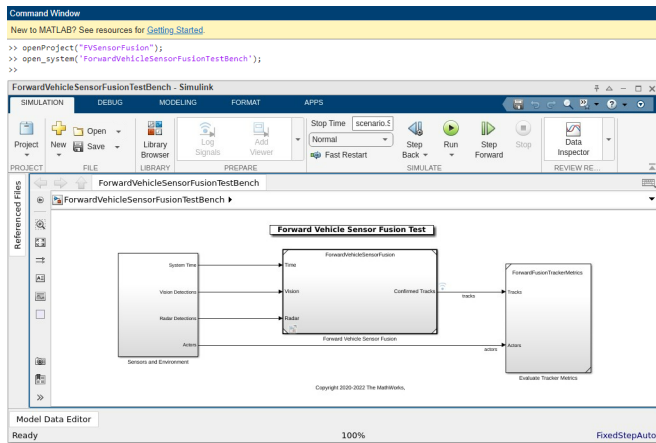 Command Window
New to MATLAB? See resources for Getting Started.
>> openProject("FVSensorFusion");
>> open_system('ForwardVehicleSensorFusionTestBench');
>>
ForwardVehicleSensorFusionTestBench - Simulink
SIMULATION DEBUG MODELING FORMAT APPS
Project
New
Open
Save
Library Browser
Log Signals
Add Viewer
Stop Time scenario.S
Normal
Fast Restart
Step Back
Run
Step Forward
Stop
Data Inspector
PROJECT FILE LIBRARY PREPARE SIMULATE REVIEW RE...
Referenced Files
ForwardVehicleSensorFusionTestBench
ForwardVehicleSensorFusionTestBench
Forward Vehicle Sensor Fusion Test
System Time
Vision Detections
Radar Detections
Actors
Sensors and Environment
ForwardVehicleSensorFusion
Time
Vision
Radar
Confirmed Tracks
Forward Vehicle Sensor Fusion
tracks
actors
ForwardFusionTrackerMetrics
Tracks
Actors
Evaluate Tracker Metrics
Copyright 2020-2022 The MathWorks.
Model Data Editor
Ready 100% FixedStepAuto